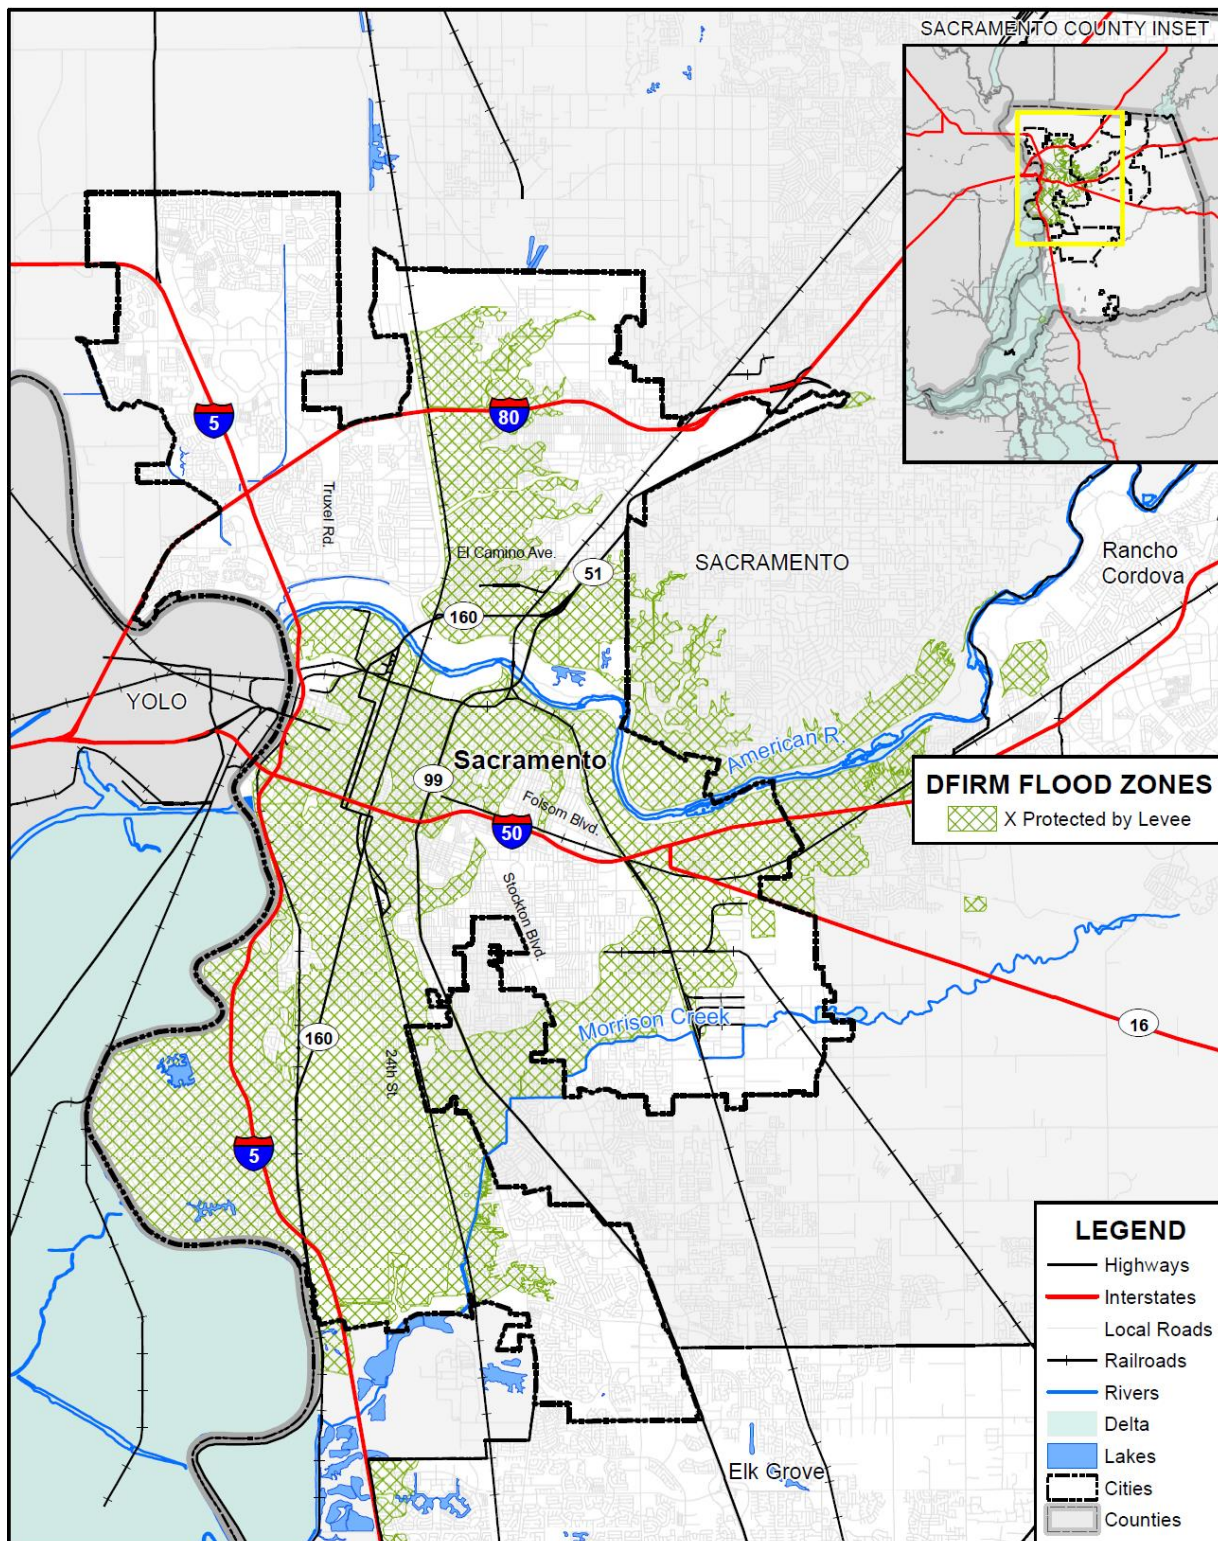 SACRAMENTO COUNTY INSET
5
80
Truxel Rd.
El Camino Ave.
51
SACRAMENTO
Rancho
Cordova
160
YOLO
American R.
Sacramento
99
Folsom Blvd.
50
DFIRM FLOOD ZONES
X Protected by Levee
Stockton Blvd.
Morrison Creek
16
160
24th St.
5
Elk Grove
LEGEND
Highways
Interstates
Local Roads
Railroads
Rivers
Delta
Lakes
Cities
Counties